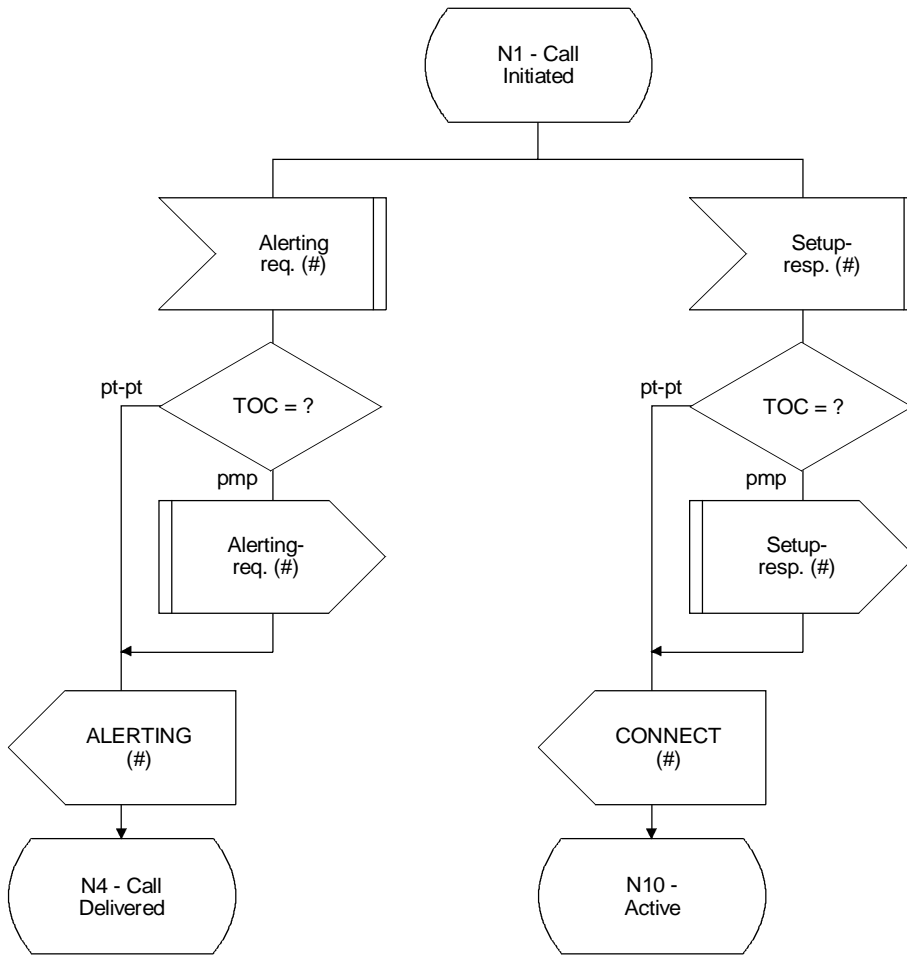 N1 - Call
Initiated
Alerting
req. (#)
Setup-
resp. (#)
pt-pt
TOC = ?
pt-pt
TOC = ?
pmp
pmp
Alerting-
req. (#)
Setup-
resp. (#)
ALERTING
(#)
CONNECT
(#)
N4 - Call
Delivered
N10 -
Active